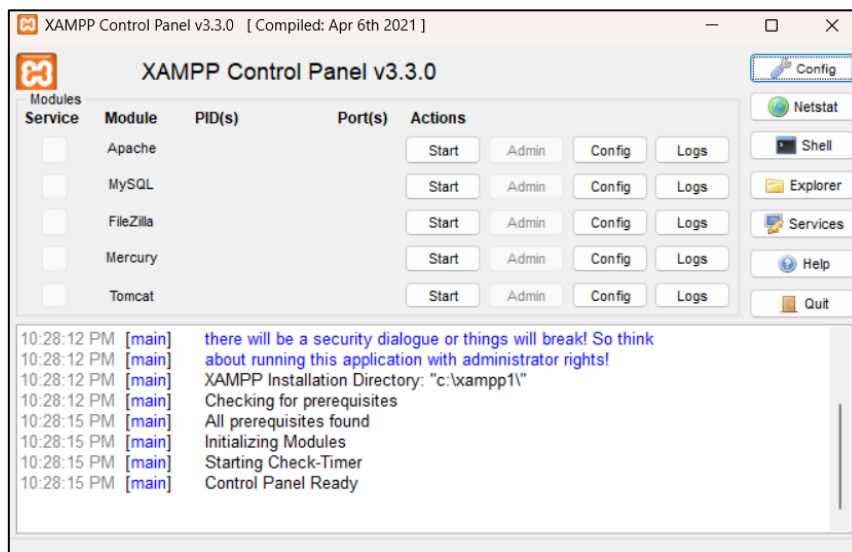 XAMPP Control Panel v3.3.0 [ Compiled: Apr 6th 2021 ]
XAMPP Control Panel v3.3.0
Config
Modules
Service Module PID(s) Port(s) Actions
Netstat
Apache Start Admin Config Logs
Shell
MySQL Start Admin Config Logs
Explorer
FileZilla Start Admin Config Logs
Services
Mercury Start Admin Config Logs
Help
Tomcat Start Admin Config Logs
Quit
10:28:12 PM [main] there will be a security dialogue or things will break! So think
10:28:12 PM [main] about running this application with administrator rights!
10:28:12 PM [main] XAMPP Installation Directory: "c:\xampp1\"
10:28:12 PM [main] Checking for prerequisites
10:28:15 PM [main] All prerequisites found
10:28:15 PM [main] Initializing Modules
10:28:15 PM [main] Starting Check-Timer
10:28:15 PM [main] Control Panel Ready